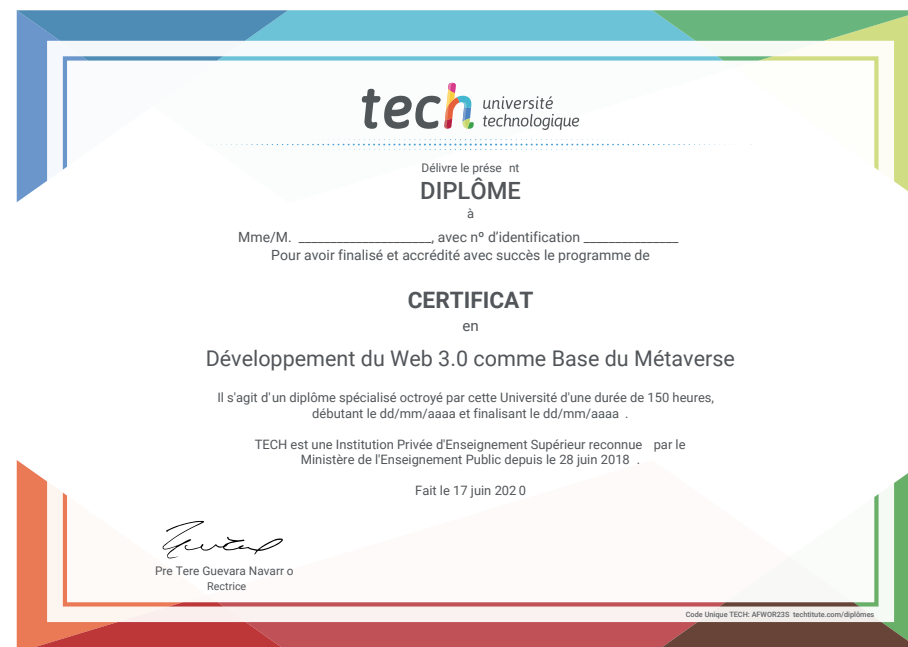 tech université
technologique
Délivre le prése nt
DIPLÔME
à
Mme/M. _____________________, avec nº d'identification _______________
Pour avoir finalisé et accrédité avec succès le programme de
CERTIFICAT
en
Développement du Web 3.0 comme Base du Métaverse
Il s'agit d'un diplôme spécialisé octroyé par cette Université d'une durée de 150 heures,
débutant le dd/mm/aaaa et finalisant le dd/mm/aaaa .
TECH est une Institution Privée d'Enseignement Supérieur reconnue par le
Ministère de l'Enseignement Public depuis le 28 juin 2018 .
Fait le 17 juin 202 0
Pre Tere Guevara Navarr o
Rectrice
Code Unique TECH: AFWOR23S techtitute.com/diplômes